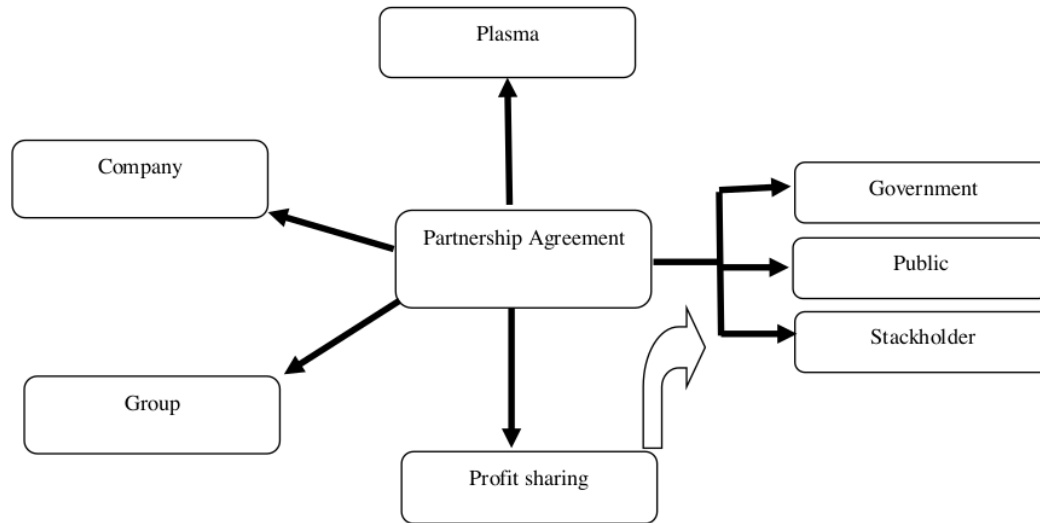 Plasma
Company
Government
Partnership Agreement
Public
Stackholder
Group
Profit sharing